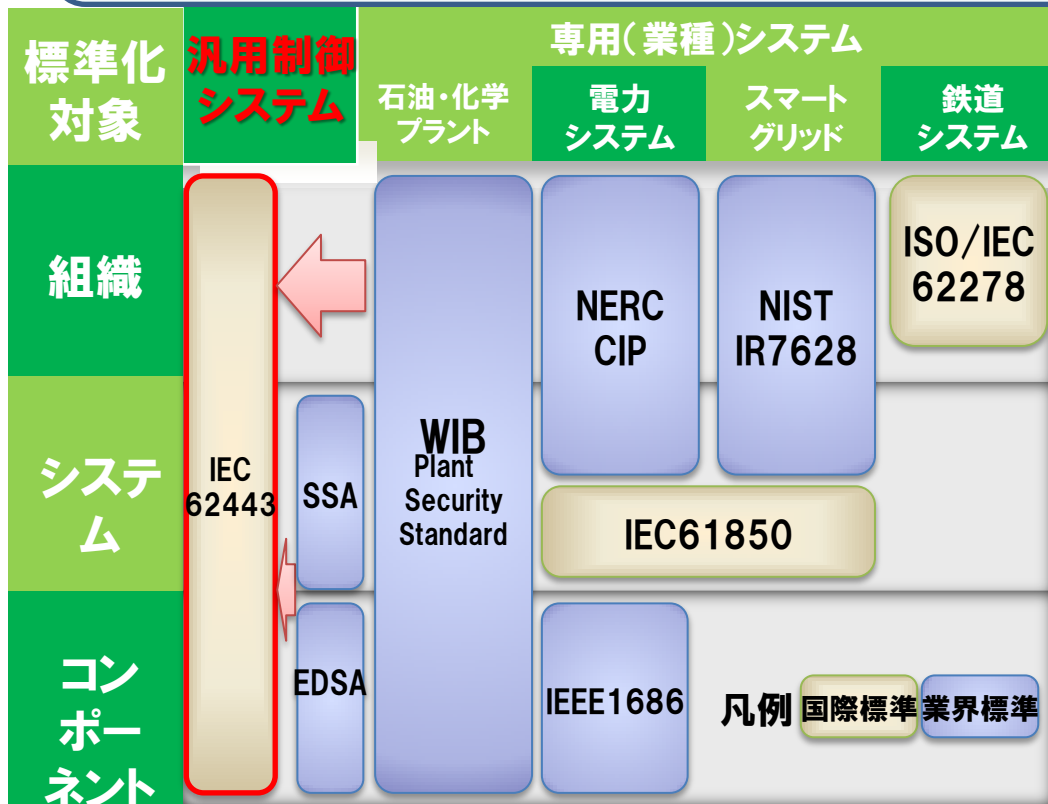 標準化
対象
汎用制御
システム
専用(業種)システム
石油・化学
プラント
電力
システム
スマート
グリッド
鉄道
システム
組織
システ
ム
コン
ポー
ネント
IEC
62443
SSA
EDSA
WIB
Plant
Security
Standard
NERC
CIP
NIST
IR7628
ISO/IEC
62278
IEC61850
IEEE1686
凡例
国際標準
業界標準